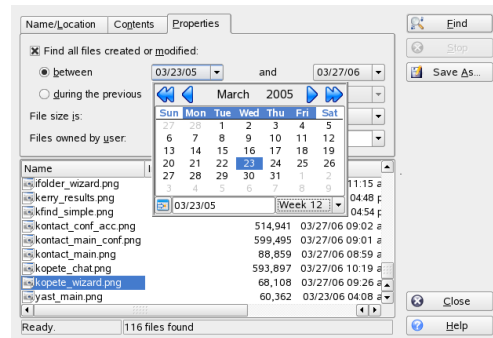 Name/Location Contents Properties
Find all files created or modified:
between 03/23/05 and 03/27/06
during the previous
File size is:
Files owned by user:
March 2005
Sun Mon Tue Wed Thu Fri Sat
27 28 1 2 3 4 5
6 7 8 9 10 11 12
13 14 15 16 17 18 19
20 21 22 23 24 25 26
27 28 29 30 31 1 2
3 4 5 6 7 8 9
03/23/05 Week 12
Name
ifolder_wizard.png 11:15 a
kerry_results.png 04:48 p
kfind_simple.png 04:54 p
kontact_conf_acc.png 514,941 03/27/06 09:02 a
kontact_main_conf.png 599,495 03/27/06 09:01 a
kontact_main.png 88,859 03/27/06 08:59 a
kopete_chat.png 593,897 03/27/06 10:19 a
kopete_wizard.png 68,108 03/27/06 09:26 a
yast_main.png 60,362 03/23/06 04:08 a
Ready. 116 files found
Find
Stop
Save As...
Close
Help